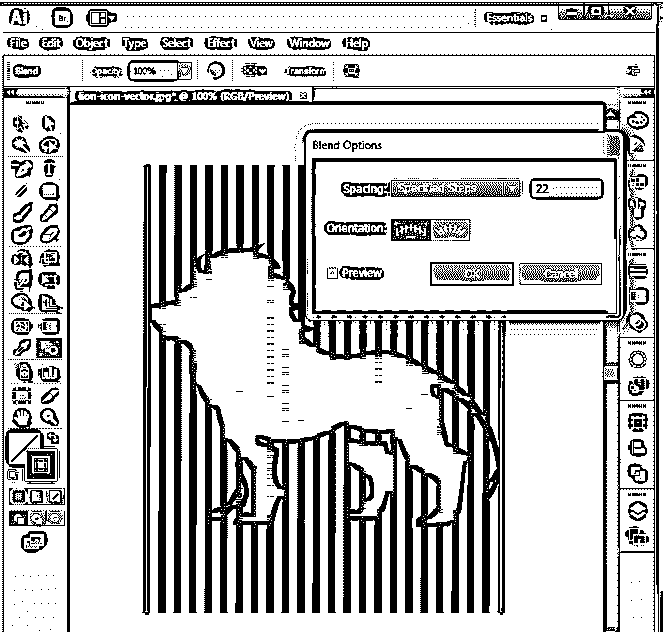 Ai Br Essentials
File Edit Object Type Select Effect View Window Help
Blend Opacity: 100% Transform
lion-icon-vector.jpg* @ 100% (RGB/Preview)
Blend Options
Spacing: Specified Steps 22
Orientation:
Preview OK Cancel